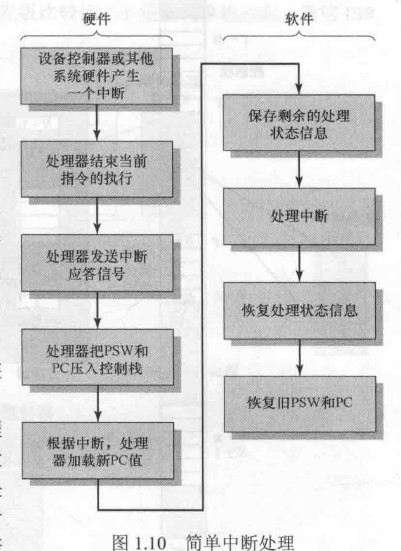 硬件
设备控制器或其他
系统硬件产生
一个中断
处理器结束当前
指令的执行
处理器发送中断
应答信号
处理器把PSW和
PC压入控制栈
根据中断，处理
器加载新PC值
软件
保存剩余的处理
状态信息
处理中断
恢复处理状态信息
恢复旧PSW和PC
图 1.10 简单中断处理